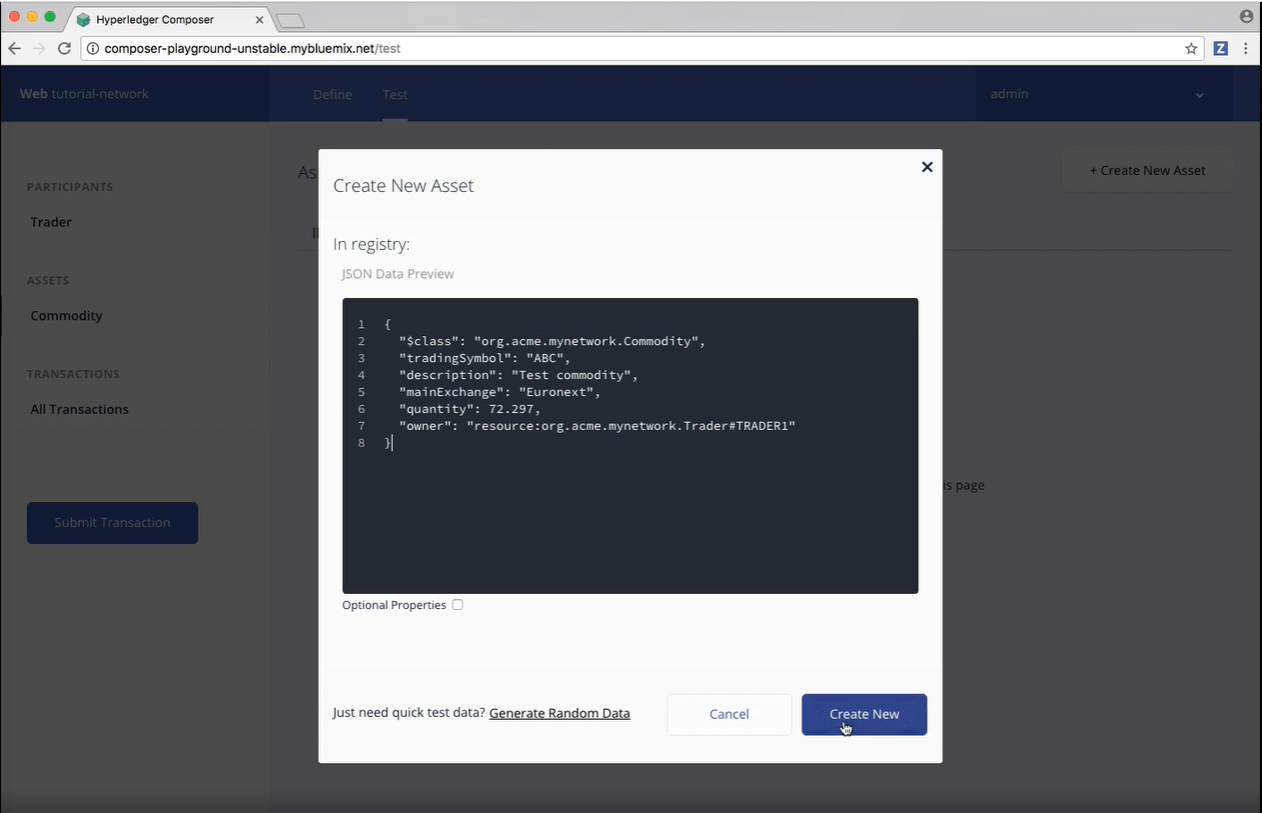 Hyperledger Composer
composer-playground-unstable.mybluemix.net/test
Web tutorial-network
Define
Test
admin
PARTICIPANTS
Trader
ASSETS
Commodity
TRANSACTIONS
All Transactions
Submit Transaction
+ Create New Asset
is page
Create New Asset
In registry:
JSON Data Preview
1 {
2 "$class": "org.acme.mynetwork.Commodity",
3 "tradingSymbol": "ABC",
4 "description": "Test commodity",
5 "mainExchange": "Euronext",
6 "quantity": 72.297,
7 "owner": "resource:org.acme.mynetwork.Trader#TRADER1"
8 }
Optional Properties
Just need quick test data? Generate Random Data
Cancel
Create New